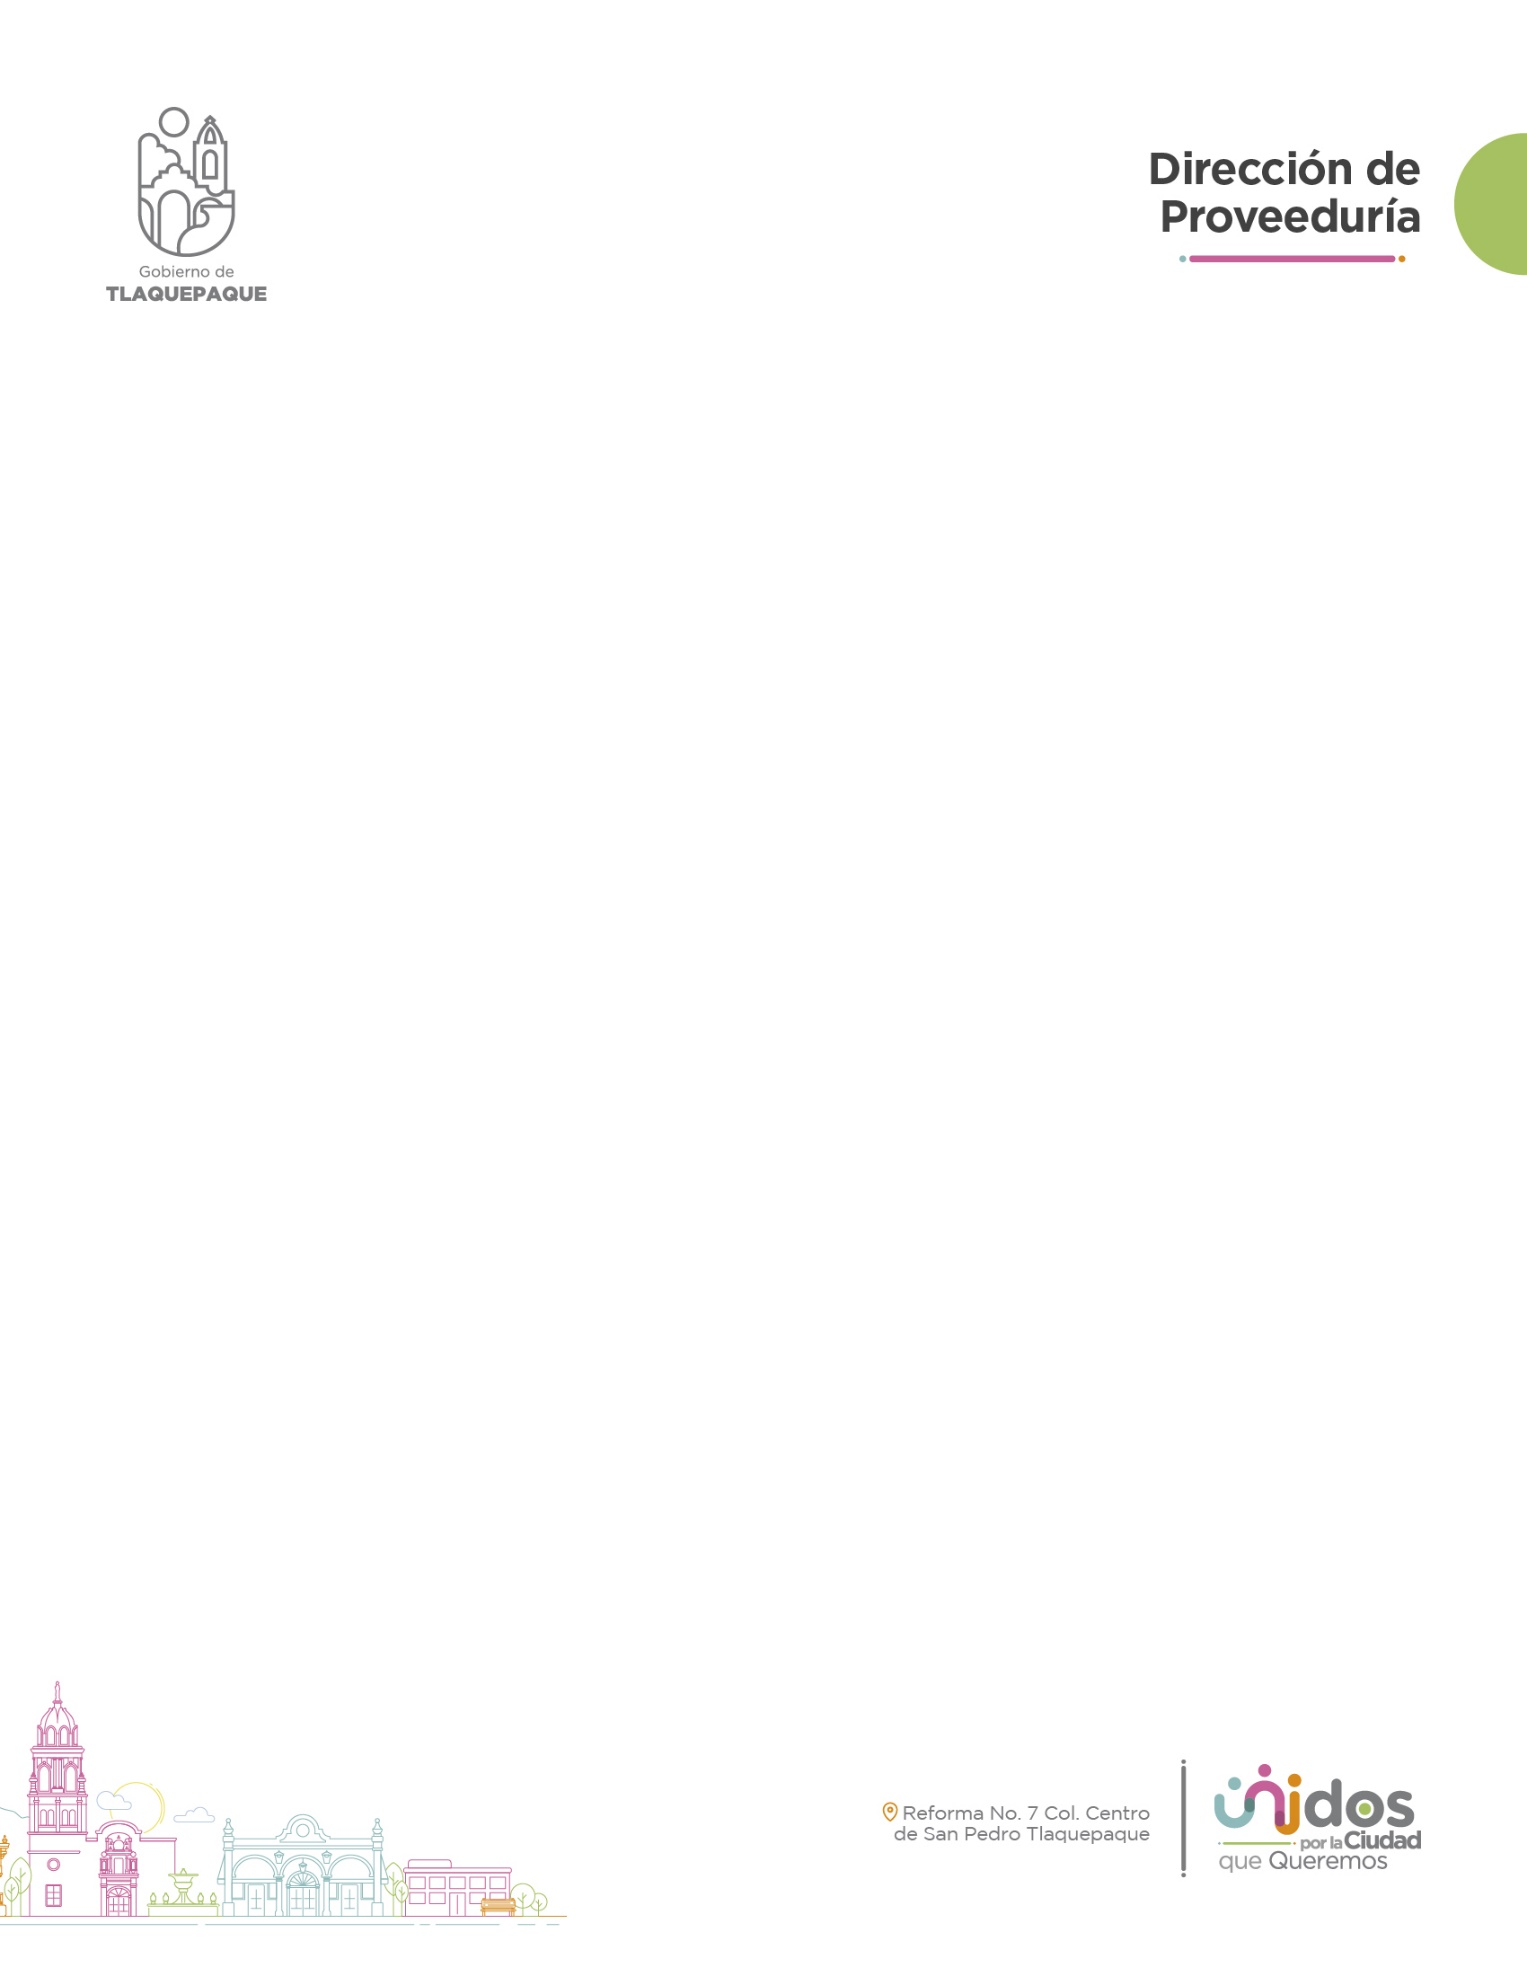 Gobierno de
TLAQUEPAQUE
Dirección de
Proveeduría
Reforma No. 7 Col. Centro
de San Pedro Tlaquepaque
unidos
por la Ciudad
que Queremos